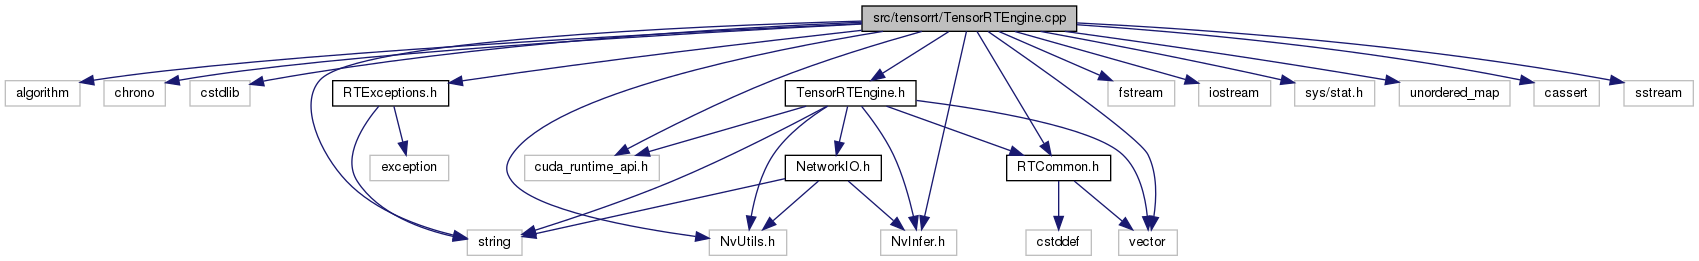 src/tensorrt/TensorRTEngine.cpp
algorithm
chrono
cstdlib
RTExceptions.h
TensorRTEngine.h
fstream
iostream
sys/stat.h
unordered_map
cassert
sstream
exception
cuda_runtime_api.h
NetworkIO.h
RTCommon.h
string
NvUtils.h
NvInfer.h
cstddef
vector